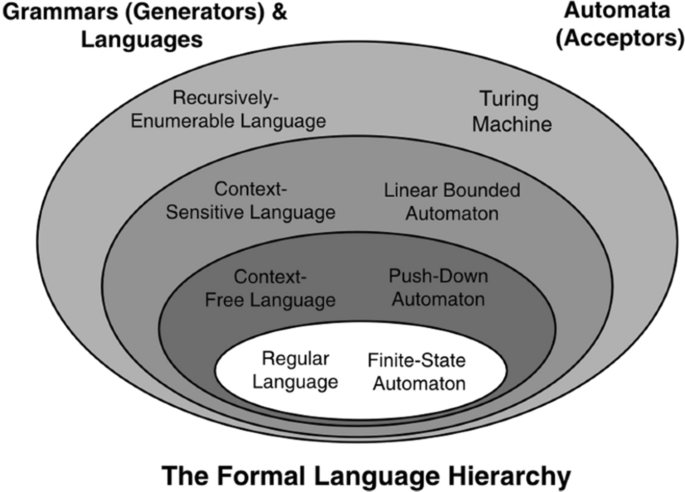 Grammars (Generators) &
Languages
Automata
(Acceptors)
Recursively-
Enumerable Language
Turing
Machine
Context-
Sensitive Language
Linear Bounded
Automaton
Context-
Free Language
Push-Down
Automaton
Regular
Language
Finite-State
Automaton
The Formal Language Hierarchy